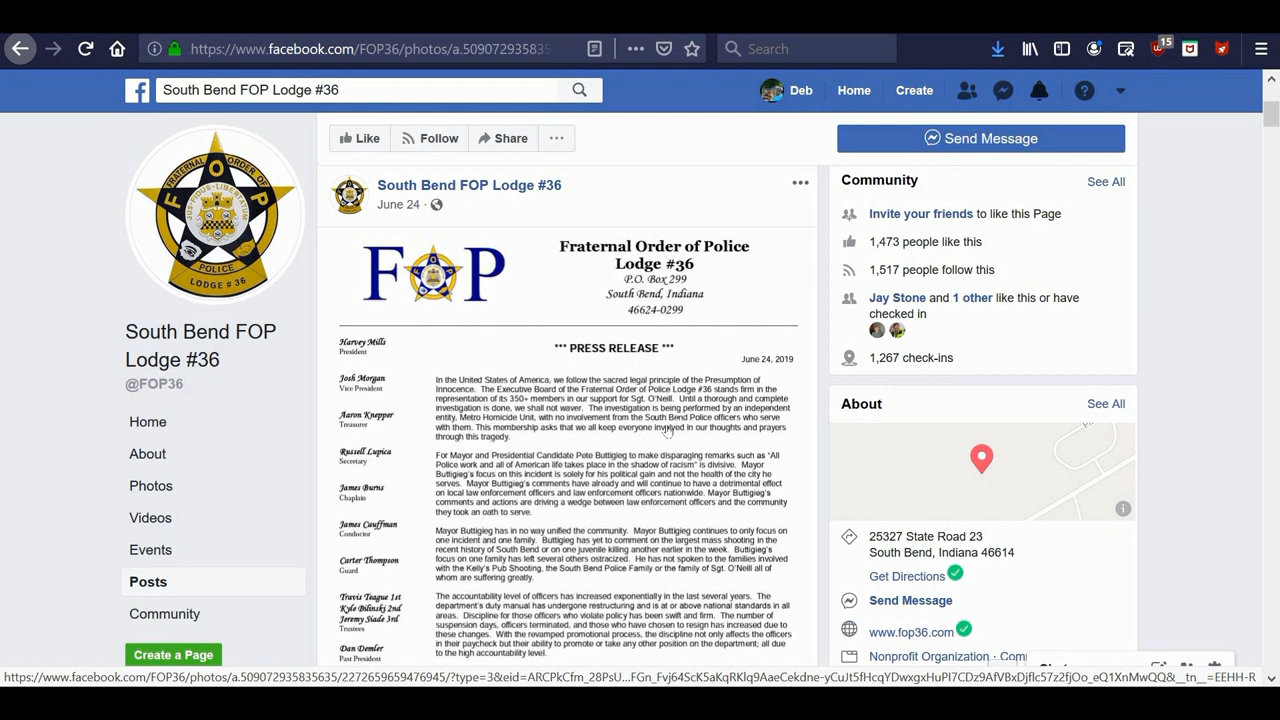 https://www.facebook.com/FOP36/photos/a.509072935835
Search
15
South Bend FOP Lodge #36
Deb
Home
Create
FRATERNAL ORDER OF
FOP
POLICE
LODGE # 36
South Bend FOP
Lodge #36
@FOP36
Home
About
Photos
Videos
Events
Posts
Community
Create a Page
Like
Follow
Share
Send Message
South Bend FOP Lodge #36
June 24 ·
FOP
Fraternal Order of Police
Lodge #36
P.O. Box 299
South Bend, Indiana
46624-0299
*** PRESS RELEASE ***
June 24, 2019
Harvey Mills
President
Josh Morgan
Vice President
Aaron Knepper
Treasurer
Russell Lupica
Secretary
James Burns
Chaplain
James Cauffman
Conductor
Carter Thompson
Guard
Travis Teague 1st
Kyle Bilinski 2nd
Jeremy Siade 3rd
Trustees
Dan Demler
Past President
In the United States of America, we follow the sacred legal principle of the Presumption of
Innocence. The Executive Board of the Fraternal Order of Police Lodge #36 stands firm in the
representation of its 350+ members in our support for Sgt. O'Neill. Until a thorough and complete
investigation is done, we shall not waver. The investigation is being performed by an independent
entity, Metro Homicide Unit, with no involvement from the South Bend Police officers who serve
with them. This membership asks that we all keep everyone involved in our thoughts and prayers
through this tragedy.
For Mayor and Presidential Candidate Pete Buttigieg to make disparaging remarks such as "All
Police work and all of American life takes place in the shadow of racism" is divisive. Mayor
Buttigieg's focus on this incident is solely for his political gain and not the health of the city he
serves. Mayor Buttigieg's comments have already and will continue to have a detrimental effect
on local law enforcement officers and law enforcement officers nationwide. Mayor Buttigieg's
comments and actions are driving a wedge between law enforcement officers and the community
they took an oath to serve.
Mayor Buttigieg has in no way unified the community. Mayor Buttigieg continues to only focus on
one incident and one family. Buttigieg has yet to comment on the largest mass shooting in the
recent history of South Bend or on one juvenile killing another earlier in the week. Buttigieg's
focus on one family has left several others ostracized. He has not spoken to the families involved
with the Kelly's Pub Shooting, the South Bend Police Family or the family of Sgt. O'Neill all of
whom are suffering greatly.
The accountability level of officers has increased exponentially in the last several years. The
department's duty manual has undergone restructuring and is at or above national standards in all
areas. Discipline for those officers who violate policy has been swift and firm. The number of
suspension days, officers terminated, and those who have chosen to resign has increased due to
these changes. With the revamped promotional process, the discipline not only affects the officers
in their paycheck but their ability to promote or take any other position on the department; all due
to the high accountability level.
Community
See All
Invite your friends to like this Page
1,473 people like this
1,517 people follow this
Jay Stone and 1 other like this or have
checked in
1,267 check-ins
About
See All
25327 State Road 23
South Bend, Indiana 46614
Get Directions
Send Message
www.fop36.com
Nonprofit Organization ·